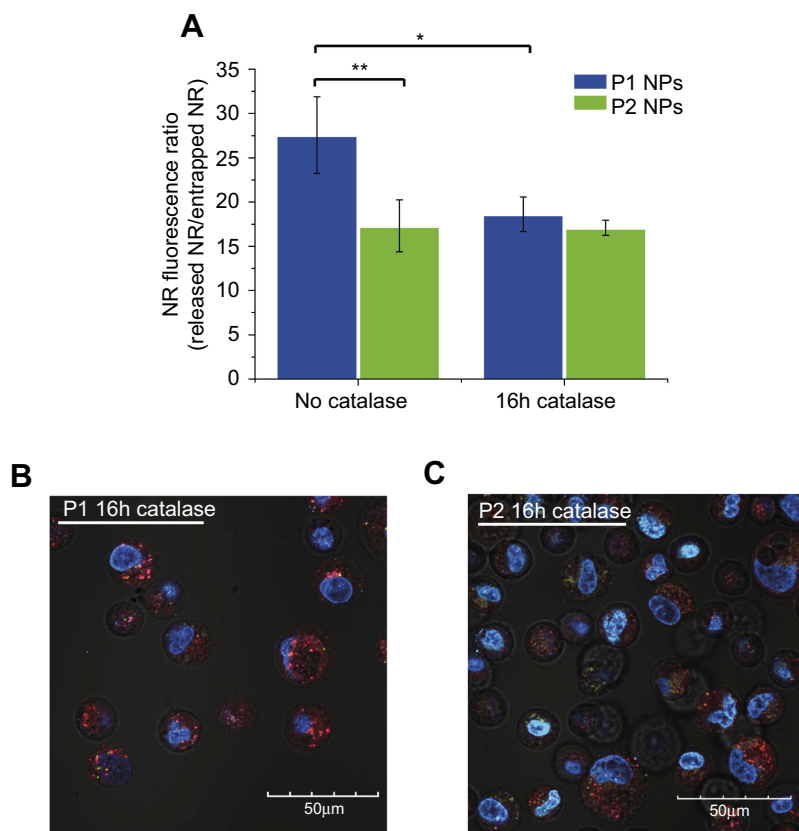 A
*
**
P1 NPs
P2 NPs
NR fluorescence ratio
(released NR/entrapped NR)
35
30
25
20
15
10
5
0
No catalase
16h catalase
B
P1 16h catalase
50μm
C
P2 16h catalase
50μm